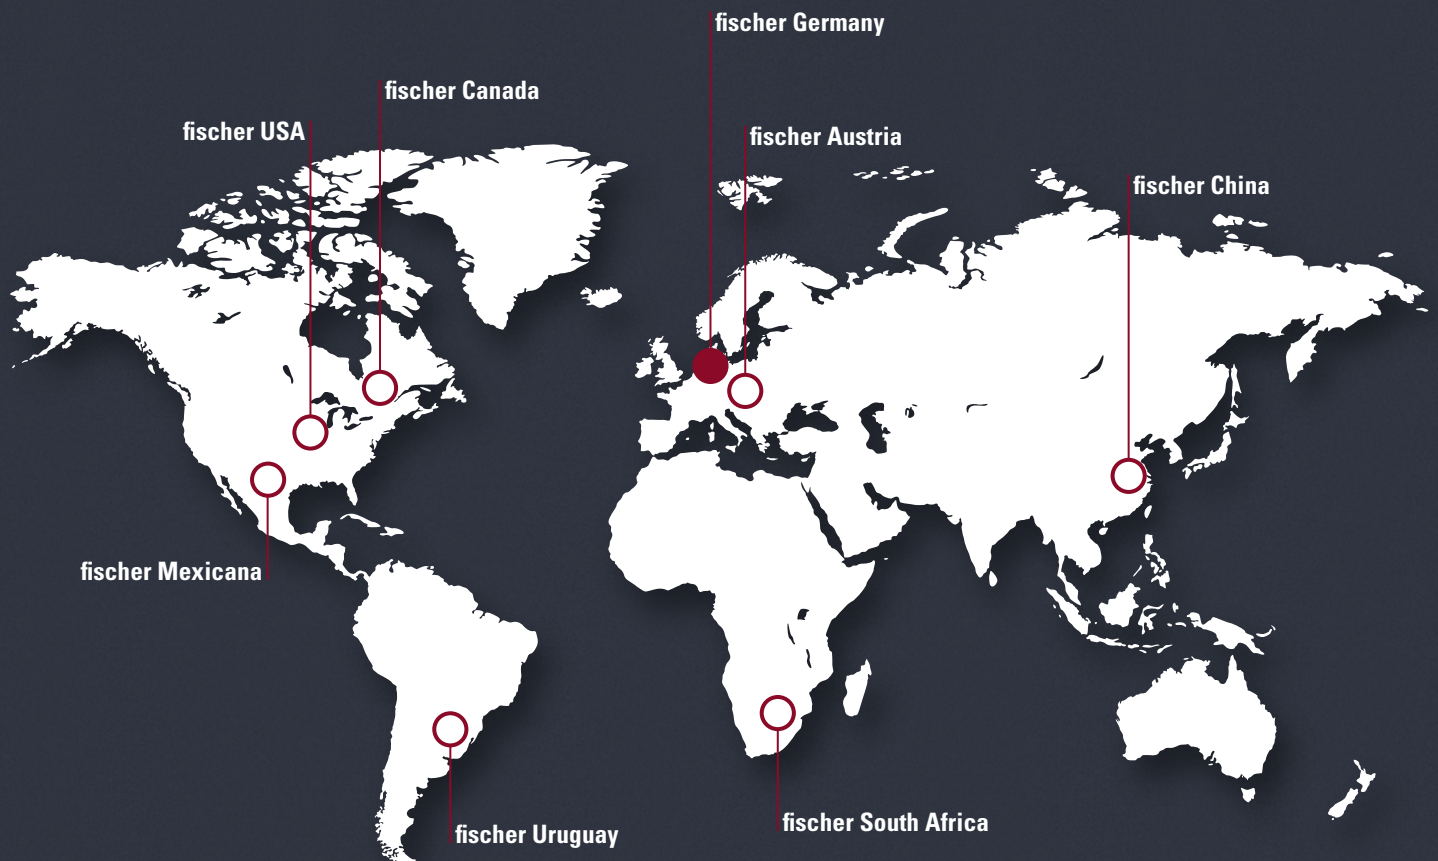 fischer Germany
fischer Canada
fischer USA
fischer Austria
fischer China
fischer Mexicana
fischer South Africa
fischer Uruguay